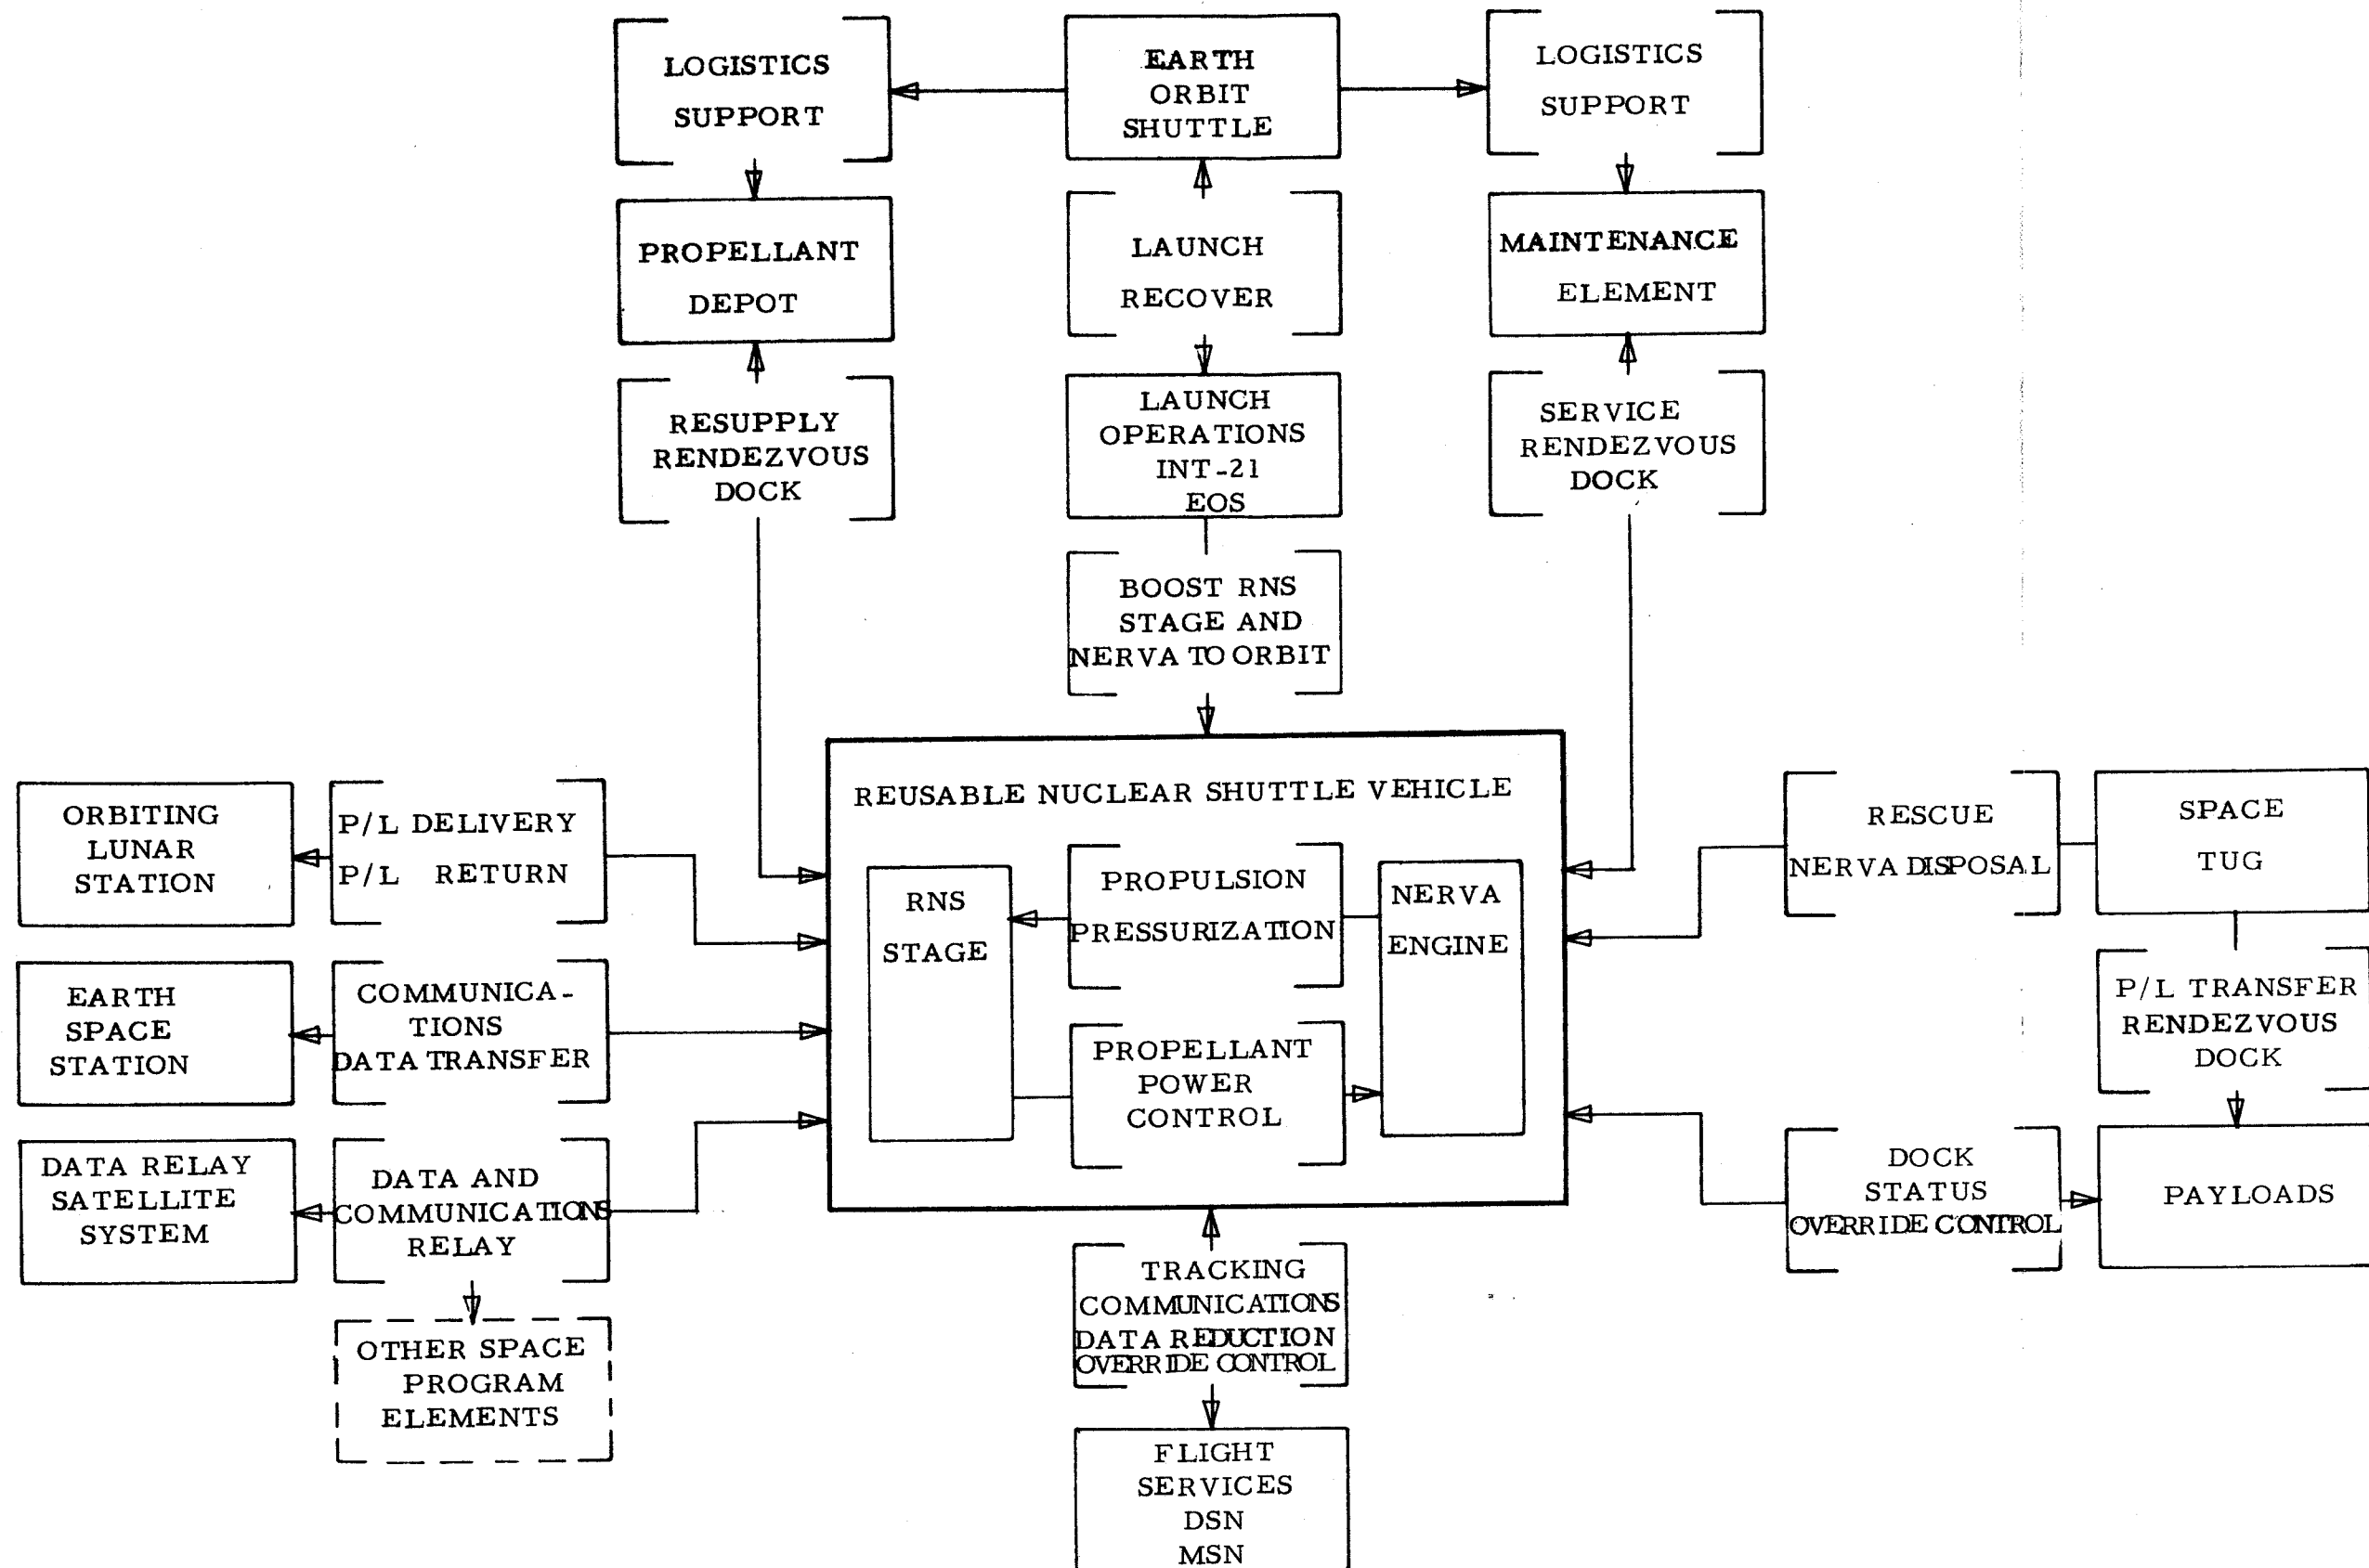 LOGISTICS
SUPPORT
EARTH
ORBIT
SHUTTLE
LOGISTICS
SUPPORT
PROPELLANT
DEPOT
LAUNCH
RECOVER
MAINTENANCE
ELEMENT
RESUPPLY
RENDEZVOUS
DOCK
LAUNCH
OPERATIONS
INT-21
EOS
SERVICE
RENDEZVOUS
DOCK
BOOST RNS
STAGE AND
NERVA TO ORBIT
REUSABLE NUCLEAR SHUTTLE VEHICLE
ORBITING
LUNAR
STATION
P/L DELIVERY
P/L RETURN
RNS
STAGE
PROPULSION
PRESSURIZATION
NERVA
ENGINE
RESCUE
NERVA DISPOSAL
SPACE
TUG
EARTH
SPACE
STATION
COMMUNICA-
TIONS
DATA TRANSFER
PROPELLANT
POWER
CONTROL
P/L TRANSFER
RENDEZVOUS
DOCK
DATA RELAY
SATELLITE
SYSTEM
DATA AND
COMMUNICATIONS
RELAY
DOCK
STATUS
OVERRIDE CONTROL
PAYLOADS
OTHER SPACE
PROGRAM
ELEMENTS
TRACKING
COMMUNICATIONS
DATA REDUCTION
OVERRIDE CONTROL
FLIGHT
SERVICES
DSN
MSN